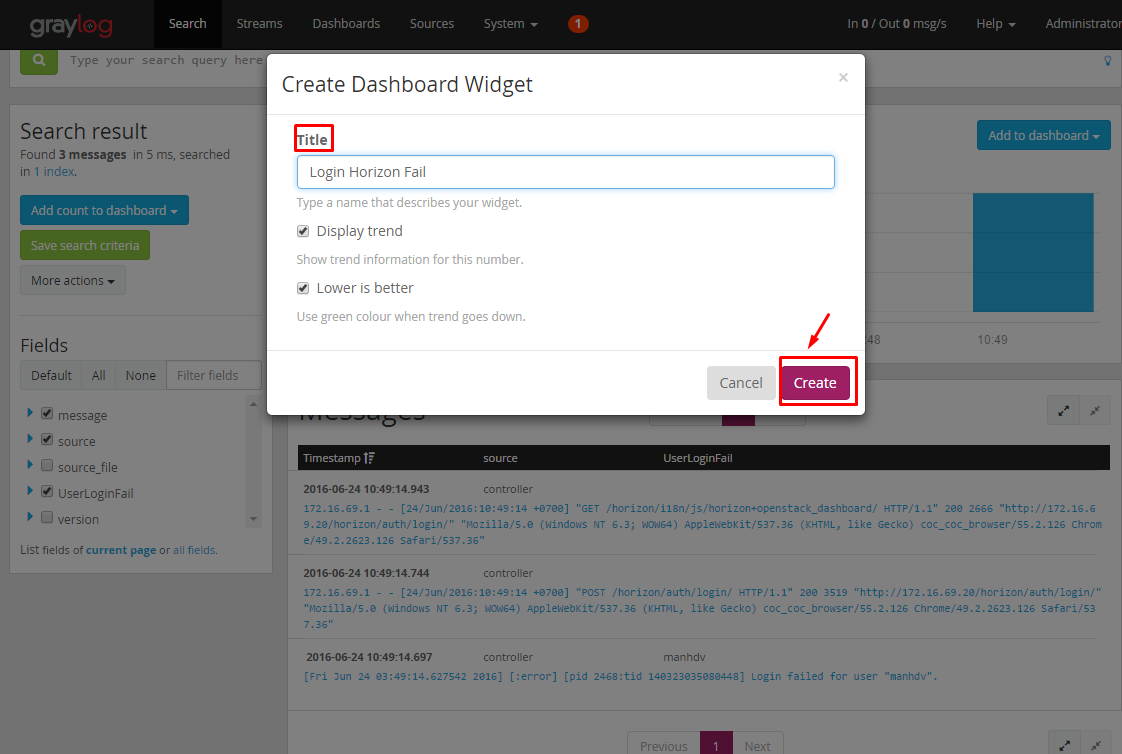 graylog Search Streams Dashboards Sources System 1 In 0 / Out 0 msg/s Help Administrator
Type your search query here
Create Dashboard Widget ×
Title
Login Horizon Fail
Type a name that describes your widget.
Display trend
Show trend information for this number.
Lower is better
Use green colour when trend goes down.
Cancel Create
Search result
Found 3 messages in 5 ms, searched
in 1 index.
Add count to dashboard
Save search criteria
More actions
Fields
Default All None Filter fields
message
source
source_file
UserLoginFail
version
List fields of current page or all fields.
Add to dashboard
:48 10:49
Messages
Timestamp source UserLoginFail
2016-06-24 10:49:14.943 controller
172.16.69.1 - - [24/Jun/2016:10:49:14 +0700] "GET /horizon/i18n/js/horizon+openstack_dashboard/ HTTP/1.1" 200 2666 "http://172.16.6
9.20/horizon/auth/login/" "Mozilla/5.0 (Windows NT 6.3; WOW64) AppleWebKit/537.36 (KHTML, like Gecko) coc_coc_browser/55.2.126 Chrom
e/49.2.2623.126 Safari/537.36"
2016-06-24 10:49:14.744 controller
172.16.69.1 - - [24/Jun/2016:10:49:14 +0700] "POST /horizon/auth/login/ HTTP/1.1" 200 3519 "http://172.16.69.20/horizon/auth/login/"
"Mozilla/5.0 (Windows NT 6.3; WOW64) AppleWebKit/537.36 (KHTML, like Gecko) coc_coc_browser/55.2.126 Chrome/49.2.2623.126 Safari/53
7.36"
2016-06-24 10:49:14.697 controller manhdv
[Fri Jun 24 03:49:14.627542 2016] [:error] [pid 2468:tid 140323035080448] Login failed for user "manhdv".
Previous 1 Next